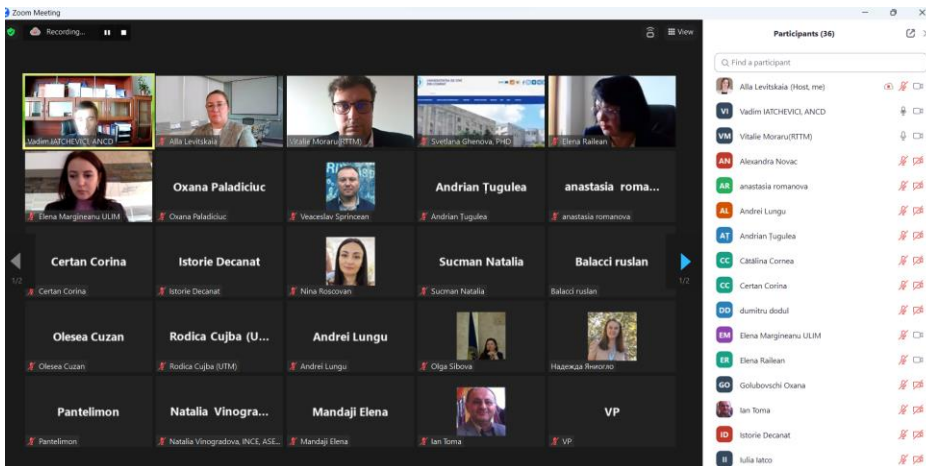 Zoom Meeting
Recording...
View
Participants (36)
Find a participant
Vadim IATCHEVICI, ANCD
Alla Levitskaia
Vitalie Moraru(RTTM)
Svetlana Ghenova, PHD
Elena Railean
Elena Margineanu ULIM
Oxana Paladiciuc
Oxana Paladiciuc
Veaceslav Sprincean
Andrian Țugulea
Andrian Țugulea
anastasia roma...
anastasia romanova
Certan Corina
Certan Corina
Istorie Decanat
Istorie Decanat
Nina Roscovan
Sucman Natalia
Sucman Natalia
Balacci ruslan
Balacci ruslan
1/2
1/2
Olesea Cuzan
Olesea Cuzan
Rodica Cujba (U...
Rodica Cujba (UTM)
Andrei Lungu
Andrei Lungu
Olga Sibova
Надежда Яниогло
Pantelimon
Pantelimon
Natalia Vinogra...
Natalia Vinogradova, INCE, ASE...
Mandaji Elena
Mandaji Elena
Ian Toma
VP
VP
Alla Levitskaia (Host, me)
VI Vadim IATCHEVICI, ANCD
VM Vitalie Moraru(RTTM)
AN Alexandra Novac
AR anastasia romanova
AL Andrei Lungu
AȚ Andrian Țugulea
CC Cătălina Cornea
CC Certan Corina
DD dumitru dodul
EM Elena Margineanu ULIM
ER Elena Railean
GO Golubovschi Oxana
Ian Toma
ID Istorie Decanat
II Iulia Iatco